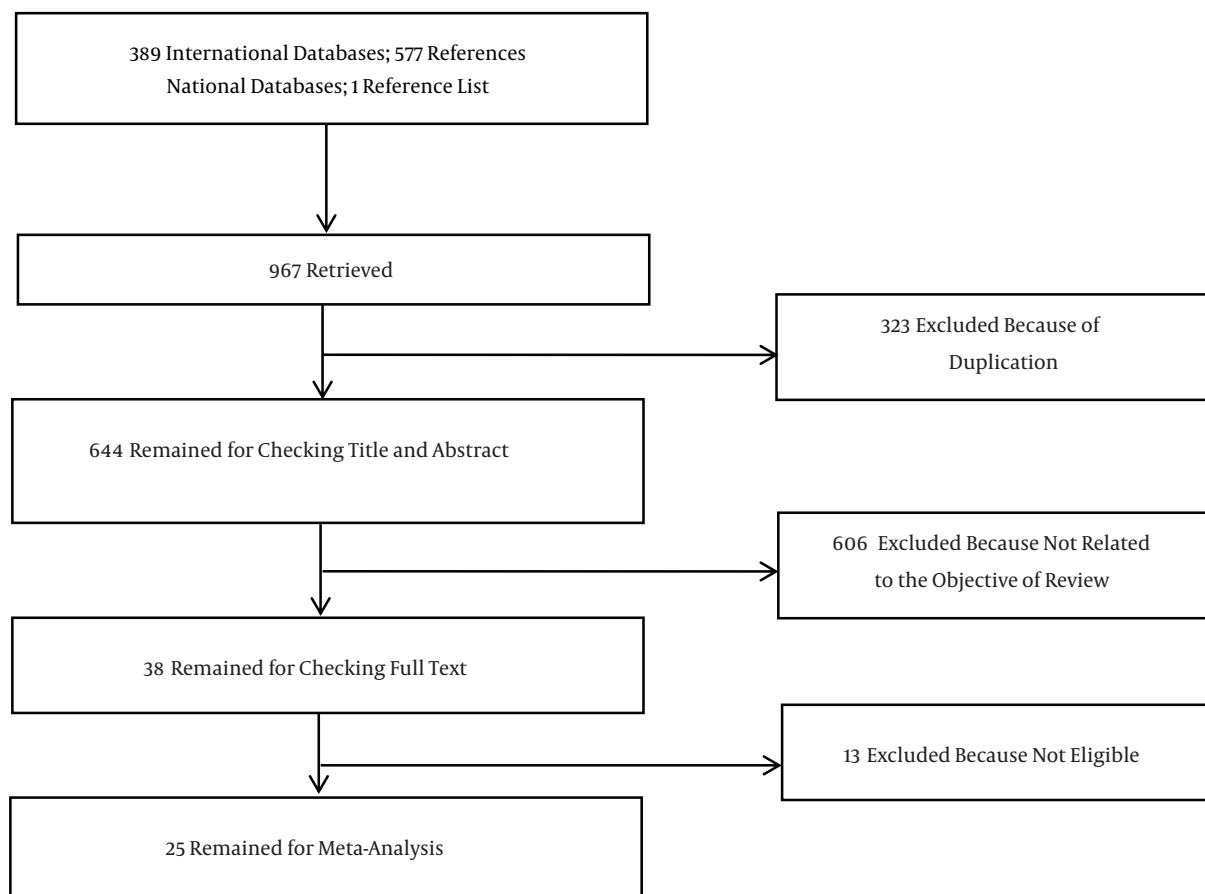 389 International Databases; 577 References
National Databases; 1 Reference List
967 Retrieved
323 Excluded Because of
Duplication
644 Remained for Checking Title and Abstract
606 Excluded Because Not Related
to the Objective of Review
38 Remained for Checking Full Text
13 Excluded Because Not Eligible
25 Remained for Meta-Analysis